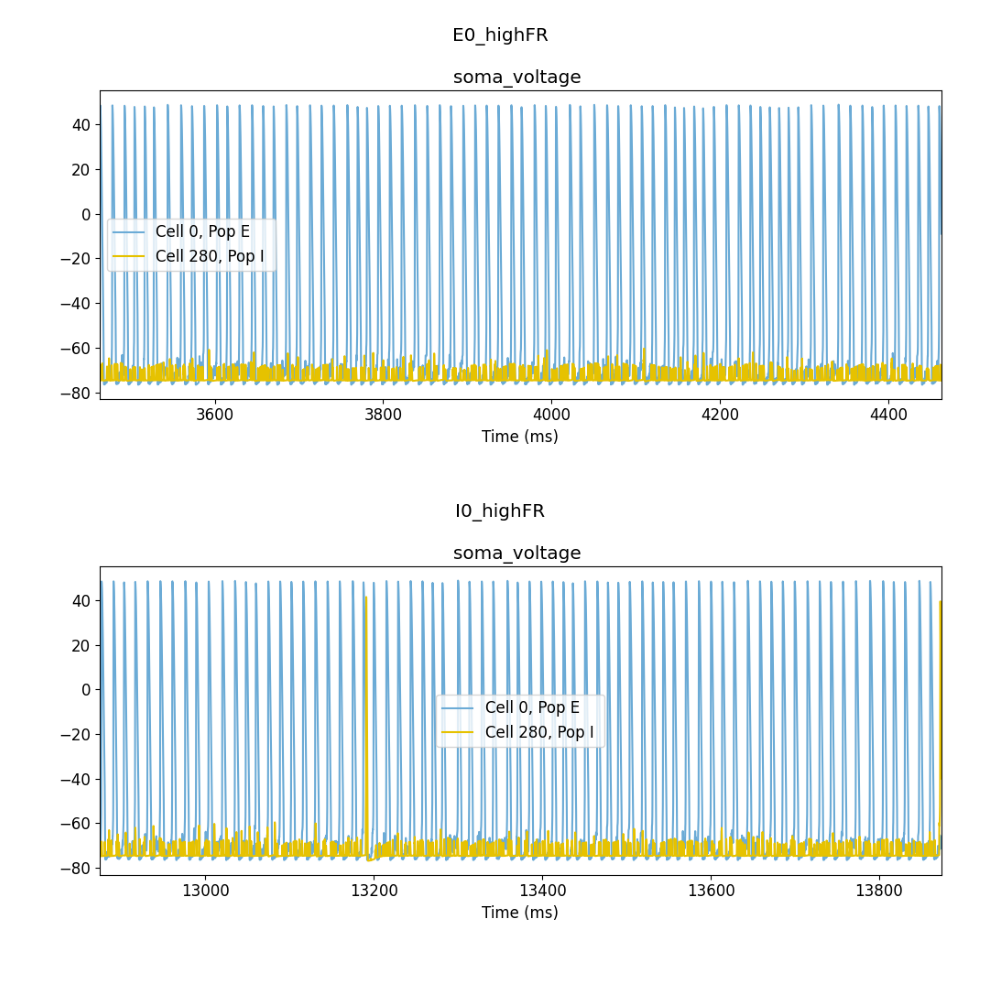 E0_highFR
soma_voltage
40
20
0
−20
−40
−60
−80
Cell 0, Pop E
Cell 280, Pop I
3600 3800 4000 4200 4400
Time (ms)
I0_highFR
soma_voltage
40
20
0
−20
−40
−60
−80
Cell 0, Pop E
Cell 280, Pop I
13000 13200 13400 13600 13800
Time (ms)